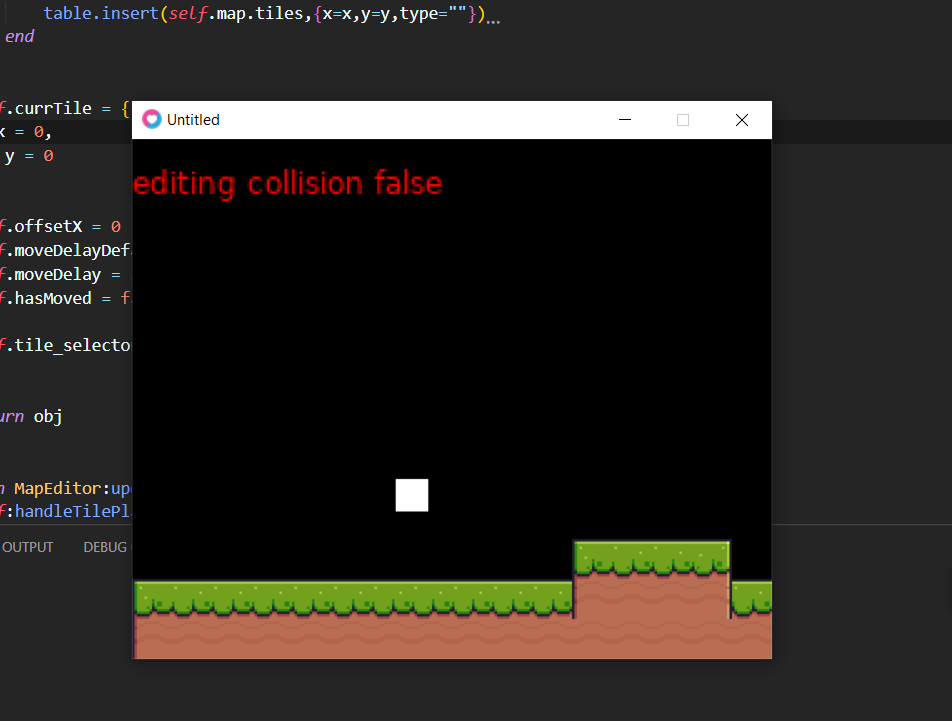 table.insert(self.map.tiles,{x=x,y=y,type=""})...
end
f.currTile = {
x = 0,
y = 0
f.offsetX = 0
f.moveDelayDef
f.moveDelay =
f.hasMoved = f
f.tile_selecto
urn obj
n MapEditor:up
f:handleTilePl
OUTPUT DEBUG
Untitled
editing collision false